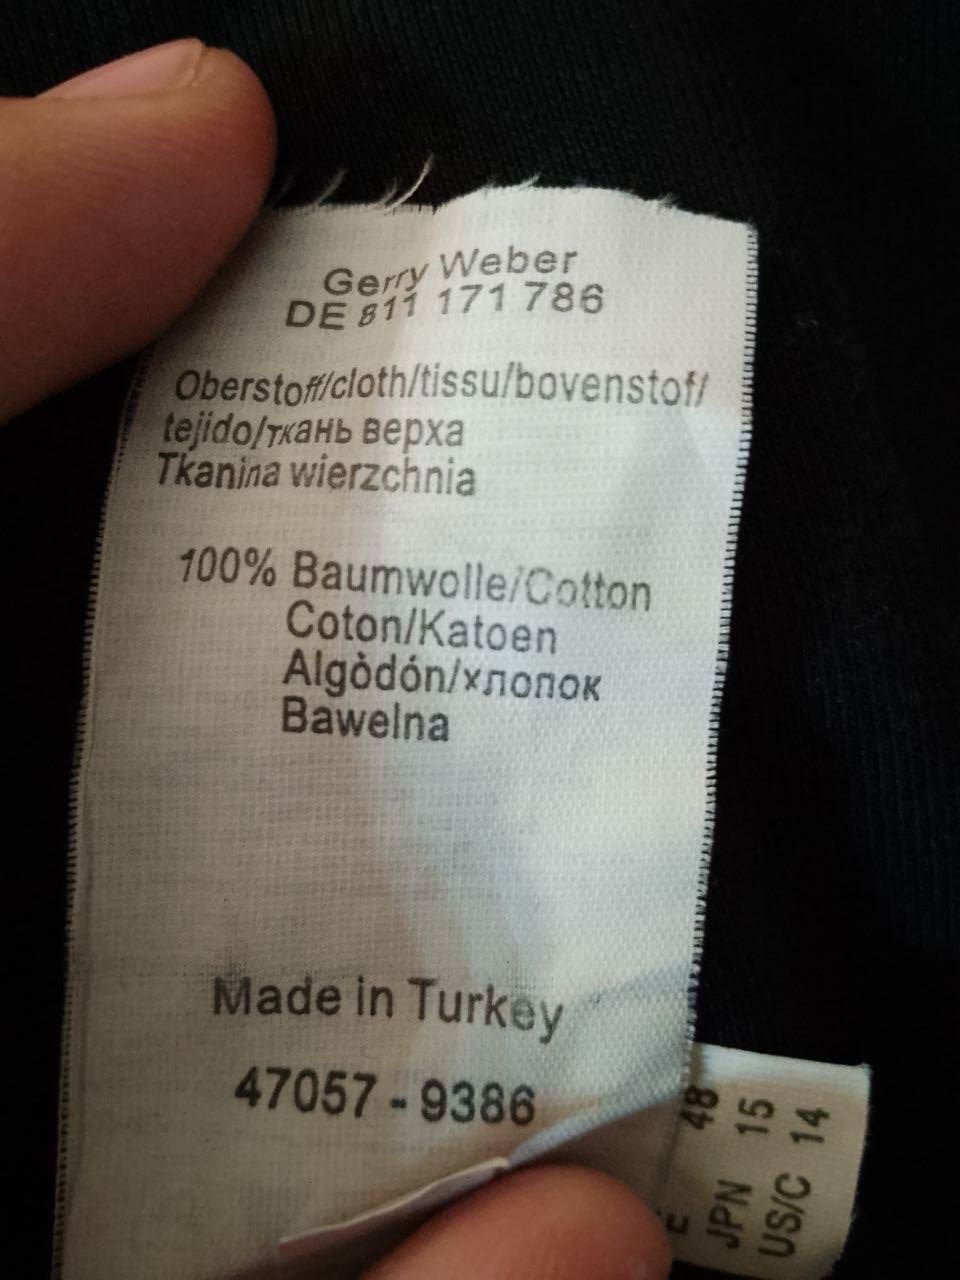 Gerry Weber
DE 811 171 786
Oberstoff/cloth/tissu/bovenstof/
tejido/ткань верха
Tkanina wierzchnia
100% Baumwolle/Cotton
Coton/Katoen
Algòdón/хлопок
Bawelna
Made in Turkey
47057 - 9386
48
JPN 15
US/C 14